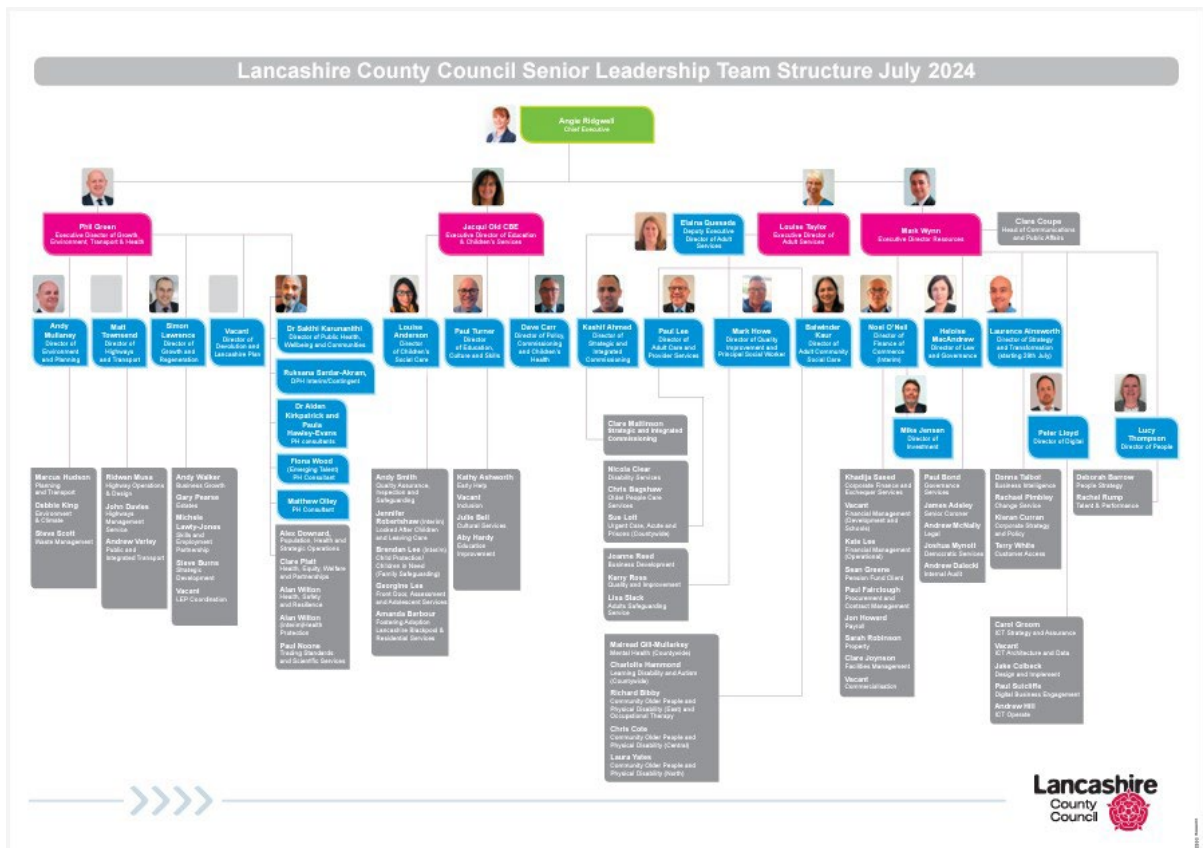 Lancashire County Council Senior Leadership Team Structure July 2024
Angie Ridgwell
Chief Executive
Phil Green
Executive Director of Growth,
Environment, Transport & Health
Jacqui Old CBE
Executive Director of Education
& Children's Services
Elaina Quesada
Deputy Executive
Director of Adult
Services
Louise Taylor
Executive Director of
Adult Services
Mark Wynn
Executive Director Resources
Clare Coupe
Head of Communications
and Public Affairs
Andy
Mullaney
Director of
Environment
and Planning
Matt
Townsend
Director of
Highways
and Transport
Simon
Lawrence
Director of
Growth and
Regeneration
Vacant
Director of
Devolution and
Lancashire Plan
Dr Sakthi Karunanithi
Director of Public Health,
Wellbeing and Communities
Louise
Anderson
Director
of Children's
Social Care
Paul Turner
Director
of Education,
Culture and Skills
Dave Carr
Director of Policy,
Commissioning
and Children's
Health
Kashif Ahmed
Director of
Strategic and
Integrated
Commissioning
Paul Lee
Director of
Adult Care and
Provider Services
Mark Howe
Director of Quality
Improvement and
Principal Social Worker
Balwinder
Kaur
Director of
Adult Community
Social Care
Noel O'Neil
Director of
Finance of
Commerce
(Interim)
Heloise
MacAndrew
Director of Law
and Governance
Laurence Ainsworth
Director of Strategy
and Transformation
(starting 29th July)
Ruksana Sardar-Akram,
DPH Interim/Contingent
Dr Aiden
Kirkpatrick and
Paula
Hawley-Evans
PH consultants
Fiona Wood
(Emerging Talent)
PH Consultant
Matthew Olley
PH Consultant
Mike Jensen
Director of
Investment
Peter Lloyd
Director of Digital
Lucy
Thompson
Director of People
Marcus Hudson
Planning
and Transport
Debbie King
Environment
& Climate
Steve Scott
Waste Management
Ridwan Musa
Highway Operations
& Design
John Davies
Highways
Management
Service
Andrew Varley
Public and
Integrated Transport
Andy Walker
Business Growth
Gary Pearse
Estates
Michele
Lawty-Jones
Skills and
Employment
Partnership
Steve Burns
Strategic
Development
Vacant
LEP Coordination
Alec Downard,
Population, Health and
Strategic Operations
Clare Platt
Health, Equity, Welfare
and Partnerships
Alan Wilton
Health, Safety
and Resilience
Alan Wilton
(Interim)Health
Protection
Paul Noone
Trading Standards
and Scientific Services
Andy Smith
Quality Assurance,
Inspection and
Safeguarding
Jennifer
Robertshaw (Interim)
Looked After Children
and Leaving Care
Brendan Lee (Interim)
Child Protection/
Children in Need
(Family Safeguarding)
Georgina Lee
Front Door, Assessment
and Adolescent Services
Amanda Barbour
Fostering Adoption
Lancashire Blackpool &
Residential Services
Kathy Ashworth
Early Help
Vacant
Inclusion
Julie Bell
Cultural Services
Aby Hardy
Education
Improvement
Clare Mattinson
Strategic and Integrated
Commissioning
Nicola Clear
Disability Services
Chris Bagshaw
Older People Care
Services
Sue Lott
Urgent Care, Acute and
Prisons (Countywide)
Joanne Reed
Business Development
Kerry Ross
Quality and Improvement
Lisa Slack
Adults Safeguarding
Service
Mairead Gill-Mullarkey
Mental Health (Countywide)
Charlotte Hammond
Learning Disability and Autism
(Countywide)
Richard Bibby
Community Older People and
Physical Disability (East) and
Occupational Therapy
Chris Cots
Community Older People and
Physical Disability (Central)
Laura Yates
Community Older People and
Physical Disability (North)
Khadija Saeed
Corporate Finance and
Exchequer Services
Vacant
Financial Management
(Development and
Schools)
Kate Lee
Financial Management
(Operational)
Sean Greene
Pension Fund Client
Paul Fairclough
Procurement and
Contract Management
Jon Howard
Payroll
Sarah Robinson
Property
Clare Joynson
Facilities Management
Vacant
Commercialisation
Paul Bond
Governance
Services
James Adeley
Senior Coroner
Andrew McNally
Legal
Joshua Mynott
Democratic Services
Andrew Dalecki
Internal Audit
Donna Talbot
Business Intelligence
Rachael Pimbley
Change Service
Kieran Curran
Corporate Strategy
and Policy
Terry White
Customer Access
Deborah Barrow
People Strategy
Rachel Rump
Talent & Performance
Carol Groom
ICT Strategy and Assurance
Vacant
ICT Architecture and Data
Jake Colbeck
Design and Implement
Paul Sutcliffe
Digital Business Engagement
Andrew Hill
ICT Operate
Lancashire
County
Council